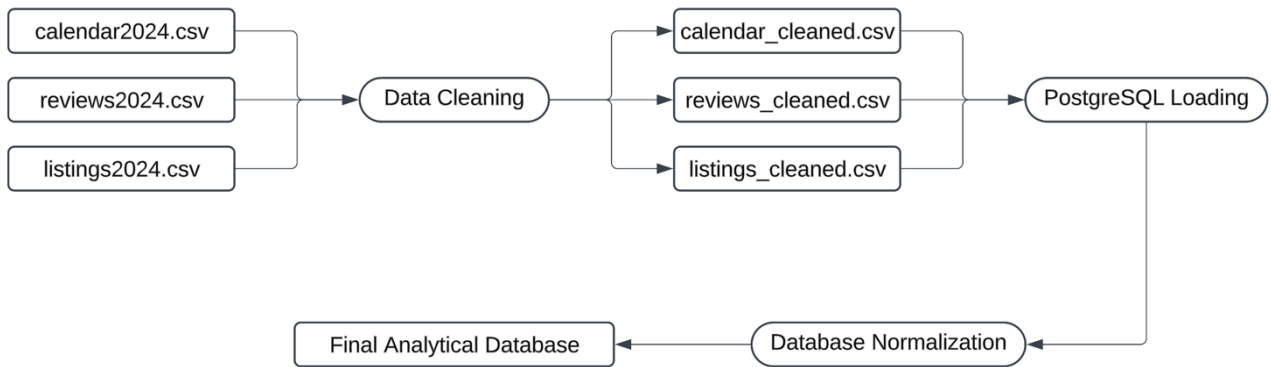 calendar2024.csv
reviews2024.csv
listings2024.csv
Data Cleaning
calendar_cleaned.csv
reviews_cleaned.csv
listings_cleaned.csv
PostgreSQL Loading
Database Normalization
Final Analytical Database